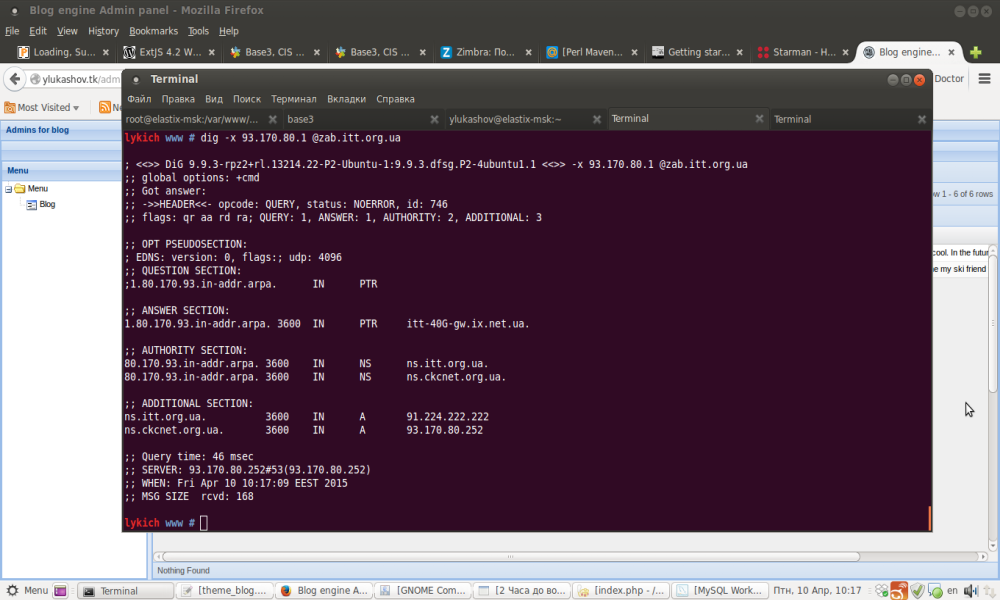 Blog engine Admin panel - Mozilla Firefox
File Edit View History Bookmarks Tools Help
Loading, Su... ExtJS 4.2 W... Base3, CIS ... Base3, CIS ... Zimbra: По... [Perl Maven... Getting star... Starman - H... Blog engine...
ylukashov.tk/adm Doctor
Most Visited Ne
Admins for blog
Menu
Menu
Blog
w 1 - 6 of 6 rows
cool. In the futur
e my ski friend
Nothing Found
Terminal
Файл Правка Вид Поиск Терминал Вкладки Справка
root@elastix-msk:/var/www/... base3 ylukashov@elastix-msk:~ Terminal Terminal
lykich www # dig -x 93.170.80.1 @zab.itt.org.ua
; <<>> DiG 9.9.3-rpz2+rl.13214.22-P2-Ubuntu-1:9.9.3.dfsg.P2-4ubuntu1.1 <<>> -x 93.170.80.1 @zab.itt.org.ua
;; global options: +cmd
;; Got answer:
;; ->>HEADER<<- opcode: QUERY, status: NOERROR, id: 746
;; flags: qr aa rd ra; QUERY: 1, ANSWER: 1, AUTHORITY: 2, ADDITIONAL: 3
;; OPT PSEUDOSECTION:
; EDNS: version: 0, flags:; udp: 4096
;; QUESTION SECTION:
;1.80.170.93.in-addr.arpa. IN PTR
;; ANSWER SECTION:
1.80.170.93.in-addr.arpa. 3600 IN PTR itt-40G-gw.ix.net.ua.
;; AUTHORITY SECTION:
80.170.93.in-addr.arpa. 3600 IN NS ns.itt.org.ua.
80.170.93.in-addr.arpa. 3600 IN NS ns.ckcnet.org.ua.
;; ADDITIONAL SECTION:
ns.itt.org.ua. 3600 IN A 91.224.222.222
ns.ckcnet.org.ua. 3600 IN A 93.170.80.252
;; Query time: 46 msec
;; SERVER: 93.170.80.252#53(93.170.80.252)
;; WHEN: Fri Apr 10 10:17:09 EEST 2015
;; MSG SIZE rcvd: 168
lykich www #
Menu Terminal [theme_blog.... Blog engine A... [GNOME Com... [2 Часа до во... [index.php - /... [MySQL Work... Птн, 10 Апр, 10:17 en